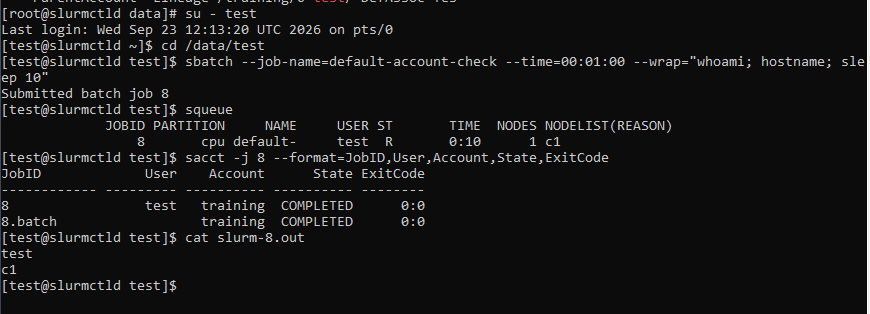 [root@slurmctld data]# su - test
Last login: Wed Sep 23 12:13:20 UTC 2026 on pts/0
[test@slurmctld ~]$ cd /data/test
[test@slurmctld test]$ sbatch --job-name=default-account-check --time=00:01:00 --wrap="whoami; hostname; sle
ep 10"
Submitted batch job 8
[test@slurmctld test]$ squeue
             JOBID PARTITION     NAME     USER ST       TIME  NODES NODELIST(REASON)
                 8       cpu default-     test  R       0:10      1 c1
[test@slurmctld test]$ sacct -j 8 --format=JobID,User,Account,State,ExitCode
JobID             User    Account      State ExitCode
------------ --------- ---------- ---------- --------
8                 test   training  COMPLETED      0:0
8.batch                  training  COMPLETED      0:0
[test@slurmctld test]$ cat slurm-8.out
test
c1
[test@slurmctld test]$